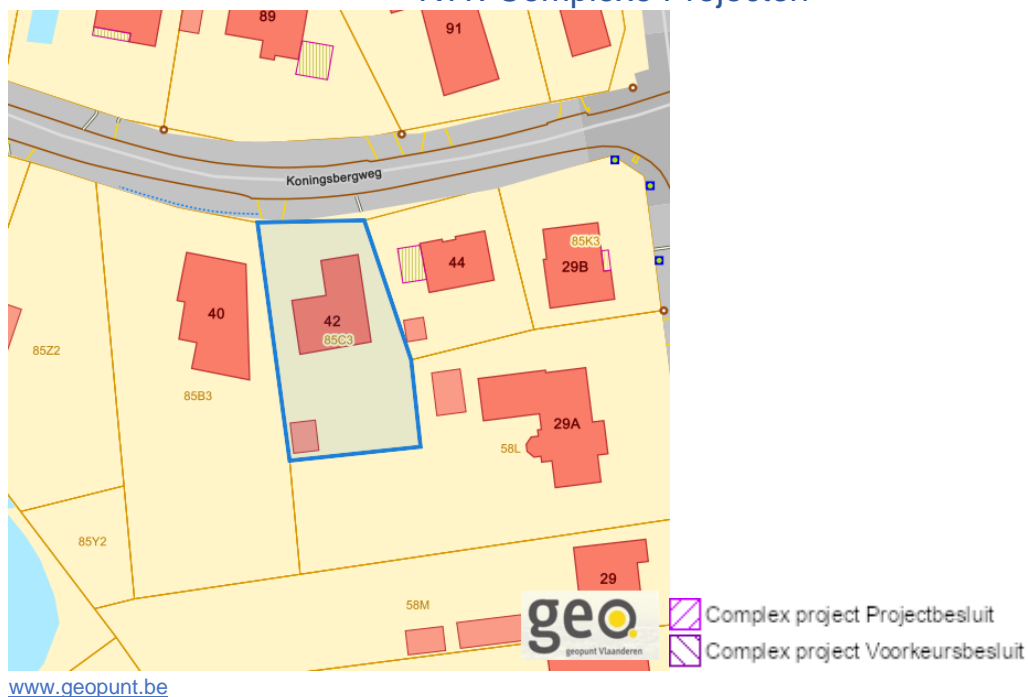 89
91
Koningsbergweg
85K3
44
29B
40
42
85C3
85Z2
85B3
29A
58L
85Y2
29
58M
geo
geopunt Vlaanderen
Complex project Projectbesluit
Complex project Voorkeursbesluit
www.geopunt.be